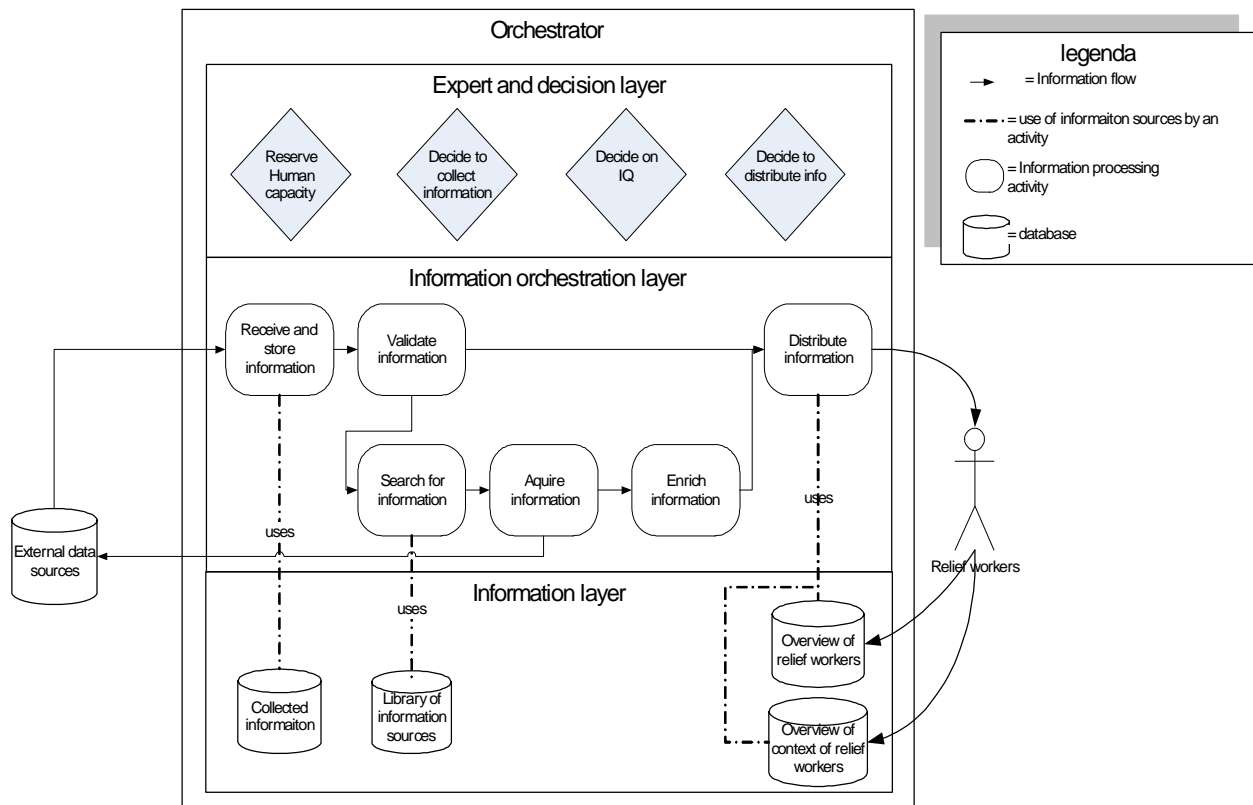 Orchestrator
Expert and decision layer
Reserve
Human
capacity
Decide to
collect
information
Decide on
IQ
Decide to
distribute info
legenda
= Information flow
= use of informaiton sources by an
activity
= Information processing
activity
= database
Information orchestration layer
Receive and
store
information
Validate
information
Distribute
information
Search for
information
Aquire
information
Enrich
information
uses
uses
uses
External data
sources
Relief workers
Information layer
Collected
informaiton
Library of
information
sources
Overview of
relief workers
Overview of
context of relief
workers